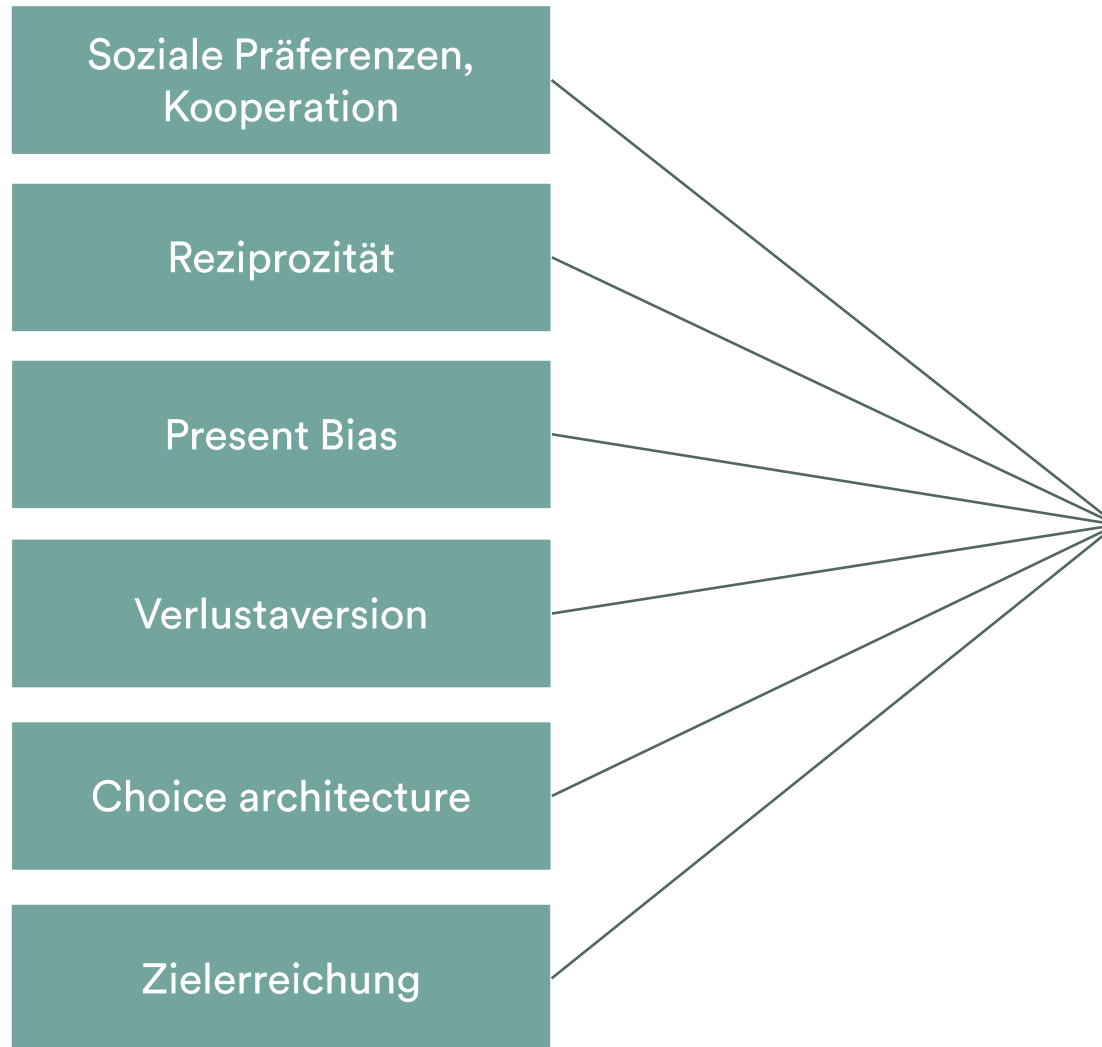 Soziale Präferenzen,
Kooperation
Reziprozität
Present Bias
Verlustaversion
Choice architecture
Zielerreichung